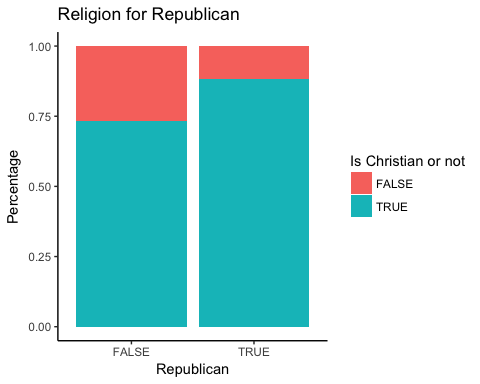 Religion for Republican
1.00
0.75
0.50
0.25
0.00
Percentage
FALSE
TRUE
Republican
Is Christian or not
FALSE
TRUE